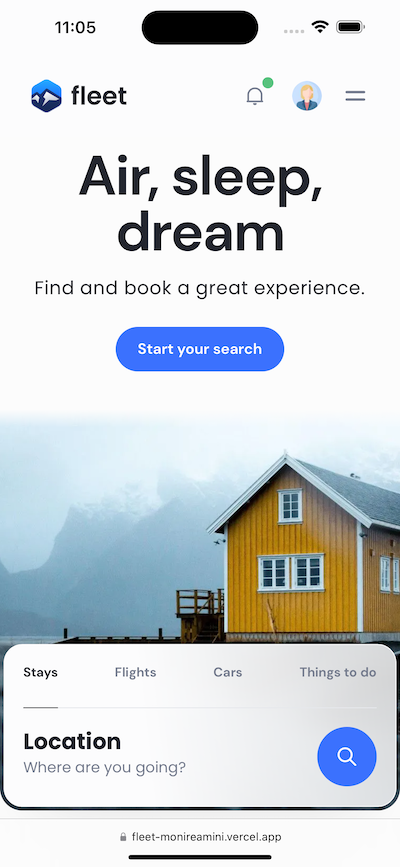 11:05
fleet
Air, sleep,
dream
Find and book a great experience.
Start your search
Stays Flights Cars Things to do
Location
Where are you going?
fleet-monireamini.vercel.app